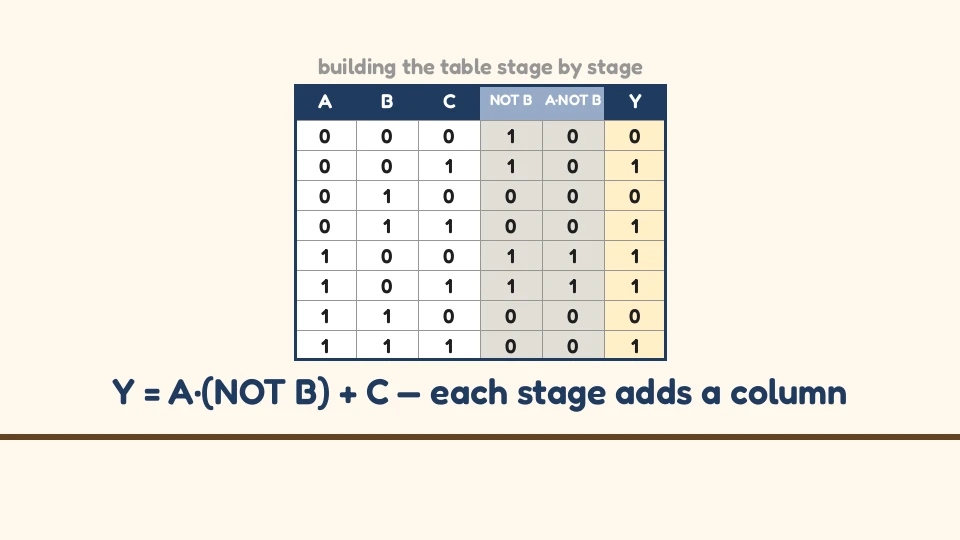 building the table stage by stage
A B C NOT B A·NOT B Y
0 0 0 1 0 0
0 0 1 1 0 1
0 1 0 0 0 0
0 1 1 0 0 1
1 0 0 1 1 1
1 0 1 1 1 1
1 1 0 0 0 0
1 1 1 0 0 1
Y = A·(NOT B) + C — each stage adds a column